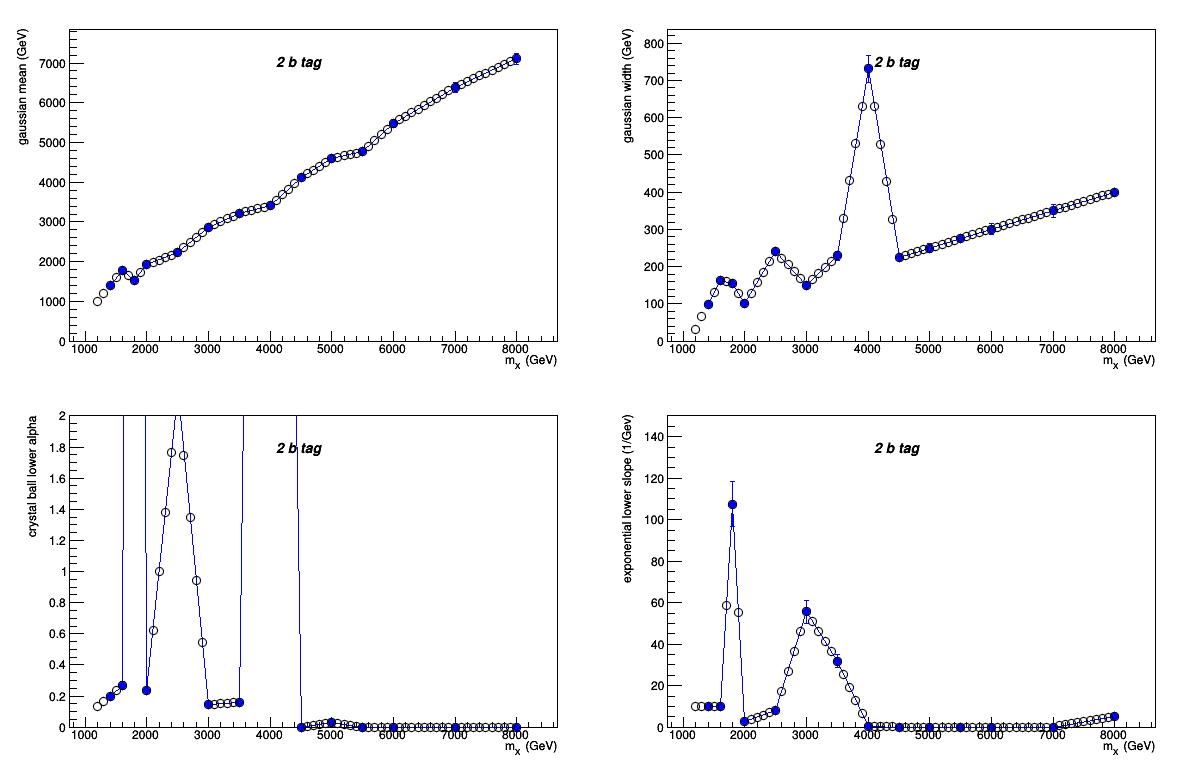 gaussian mean (GeV)
2 b tag
7000
6000
5000
4000
3000
2000
1000
0
1000 2000 3000 4000 5000 6000 7000 8000
mX (GeV)
gaussian width (GeV)
2 b tag
800
700
600
500
400
300
200
100
0
1000 2000 3000 4000 5000 6000 7000 8000
mX (GeV)
crystal ball lower alpha
2 b tag
2
1.8
1.6
1.4
1.2
1
0.8
0.6
0.4
0.2
0
1000 2000 3000 4000 5000 6000 7000 8000
mX (GeV)
exponential lower slope (1/Gev)
2 b tag
140
120
100
80
60
40
20
0
1000 2000 3000 4000 5000 6000 7000 8000
mX (GeV)